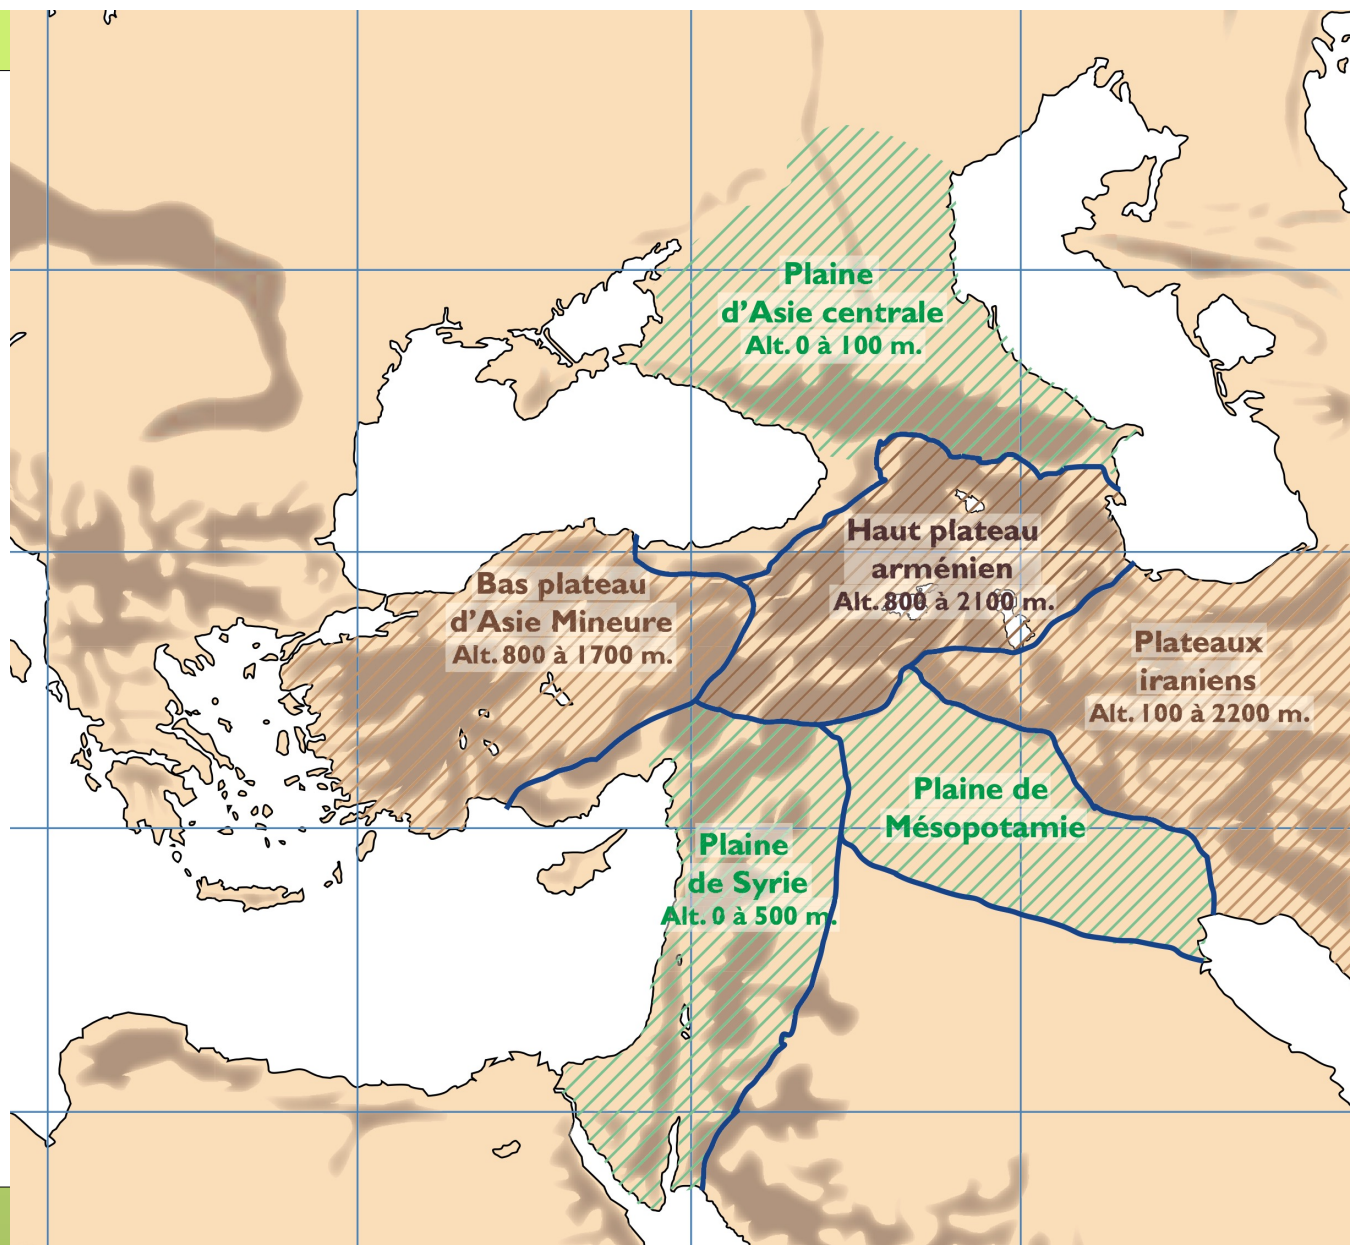 Plaine
d’Asie centrale
Alt. 0 à 100 m.
Haut plateau
arménien
Alt. 800 à 2100 m.
Bas plateau
d’Asie Mineure
Alt. 800 à 1700 m.
Plateaux
iraniens
Alt. 100 à 2200 m.
Plaine de
Mésopotamie
Plaine
de Syrie
Alt. 0 à 500 m.